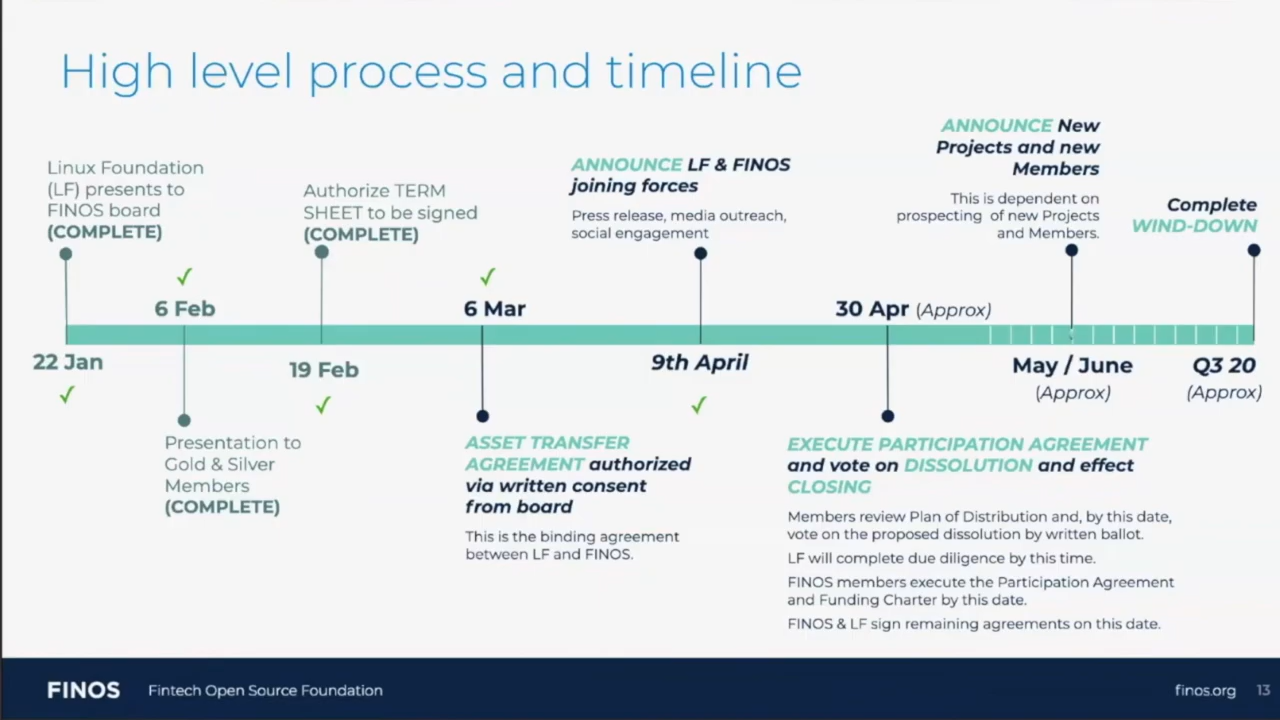 High level process and timeline
Linux Foundation
(LF) presents to
FINOS board
(COMPLETE)
22 Jan
6 Feb
Presentation to
Gold & Silver
Members
(COMPLETE)
Authorize TERM
SHEET to be signed
(COMPLETE)
19 Feb
6 Mar
ASSET TRANSFER
AGREEMENT authorized
via written consent
from board
This is the binding agreement
between LF and FINOS.
ANNOUNCE LF & FINOS
joining forces
Press release, media outreach,
social engagement
9th April
30 Apr (Approx)
EXECUTE PARTICIPATION AGREEMENT
and vote on DISSOLUTION and effect
CLOSING
Members review Plan of Distribution and, by this date,
vote on the proposed dissolution by written ballot.
LF will complete due diligence by this time.
FINOS members execute the Participation Agreement
and Funding Charter by this date.
FINOS & LF sign remaining agreements on this date.
ANNOUNCE New
Projects and new
Members
This is dependent on
prospecting of new Projects
and Members.
May / June
(Approx)
Complete
WIND-DOWN
Q3 20
(Approx)
FINOS Fintech Open Source Foundation
finos.org 13